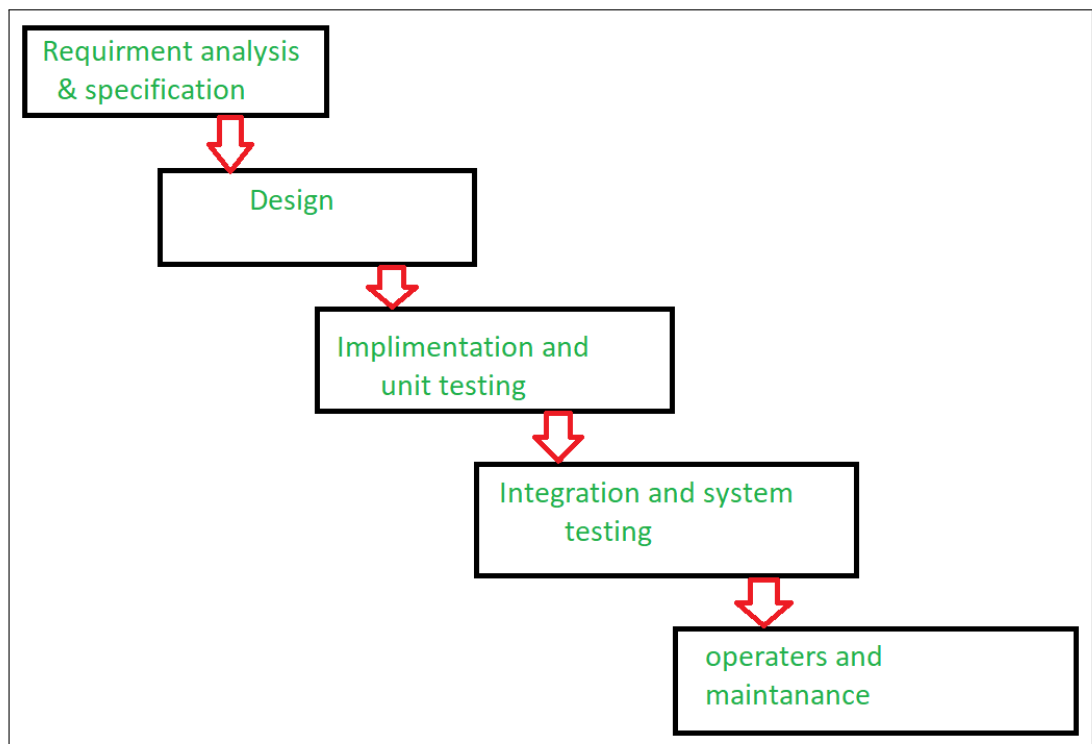 Requirment analysis
& specification
Design
Implimentation and
unit testing
Integration and system
testing
operaters and
maintanance